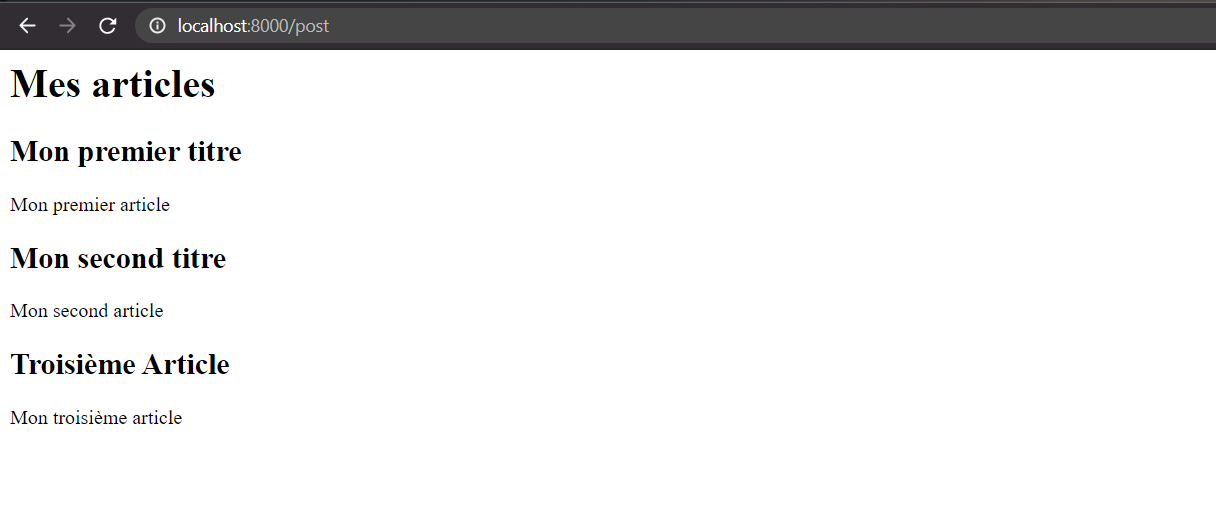 localhost:8000/post
Mes articles
Mon premier titre
Mon premier article
Mon second titre
Mon second article
Troisième Article
Mon troisième article